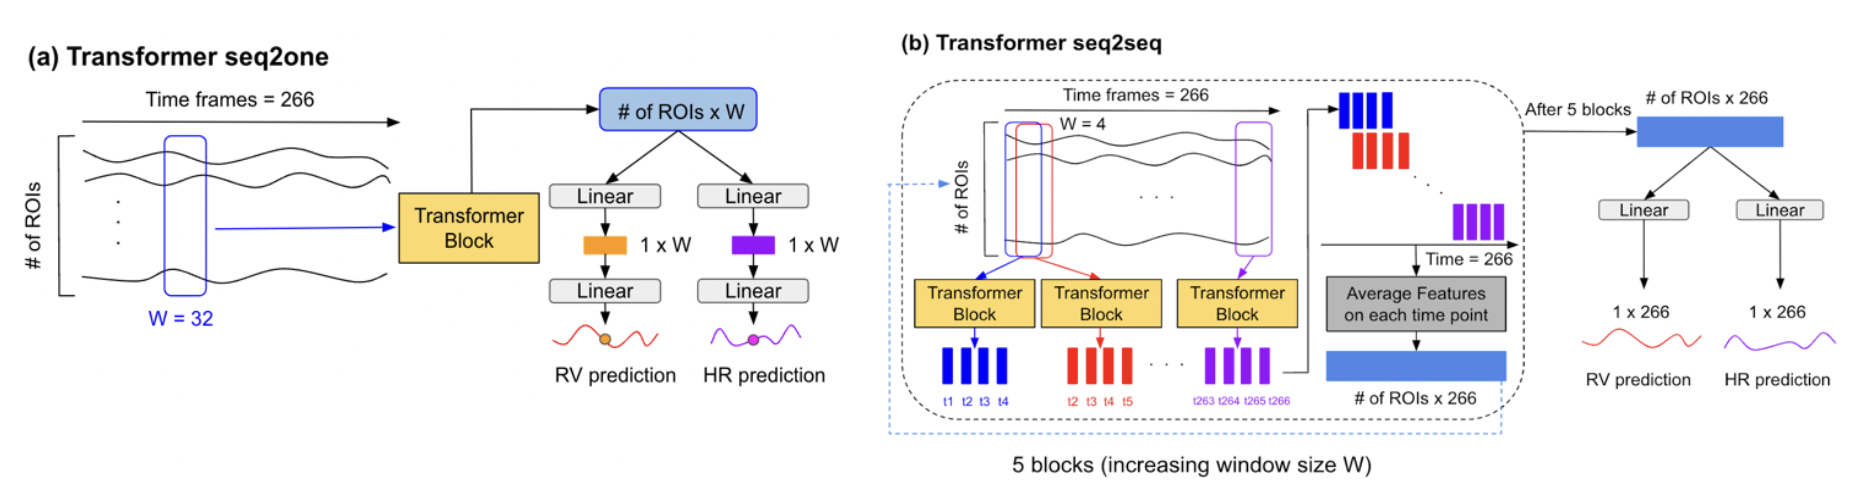 (a) Transformer seq2one
Time frames = 266
# of ROIs
W = 32
Transformer
Block
# of ROIs x W
Linear
Linear
1 x W
1 x W
Linear
Linear
RV prediction
HR prediction
(b) Transformer seq2seq
Time frames = 266
W = 4
# of ROIs
. . .
Transformer
Block
Transformer
Block
Transformer
Block
t1 t2 t3 t4
t2 t3 t4 t5
. . .
t263 t264 t265 t266
Time = 266
Average Features
on each time point
# of ROIs x 266
5 blocks (increasing window size W)
After 5 blocks
# of ROIs x 266
Linear
Linear
1 x 266
1 x 266
RV prediction
HR prediction